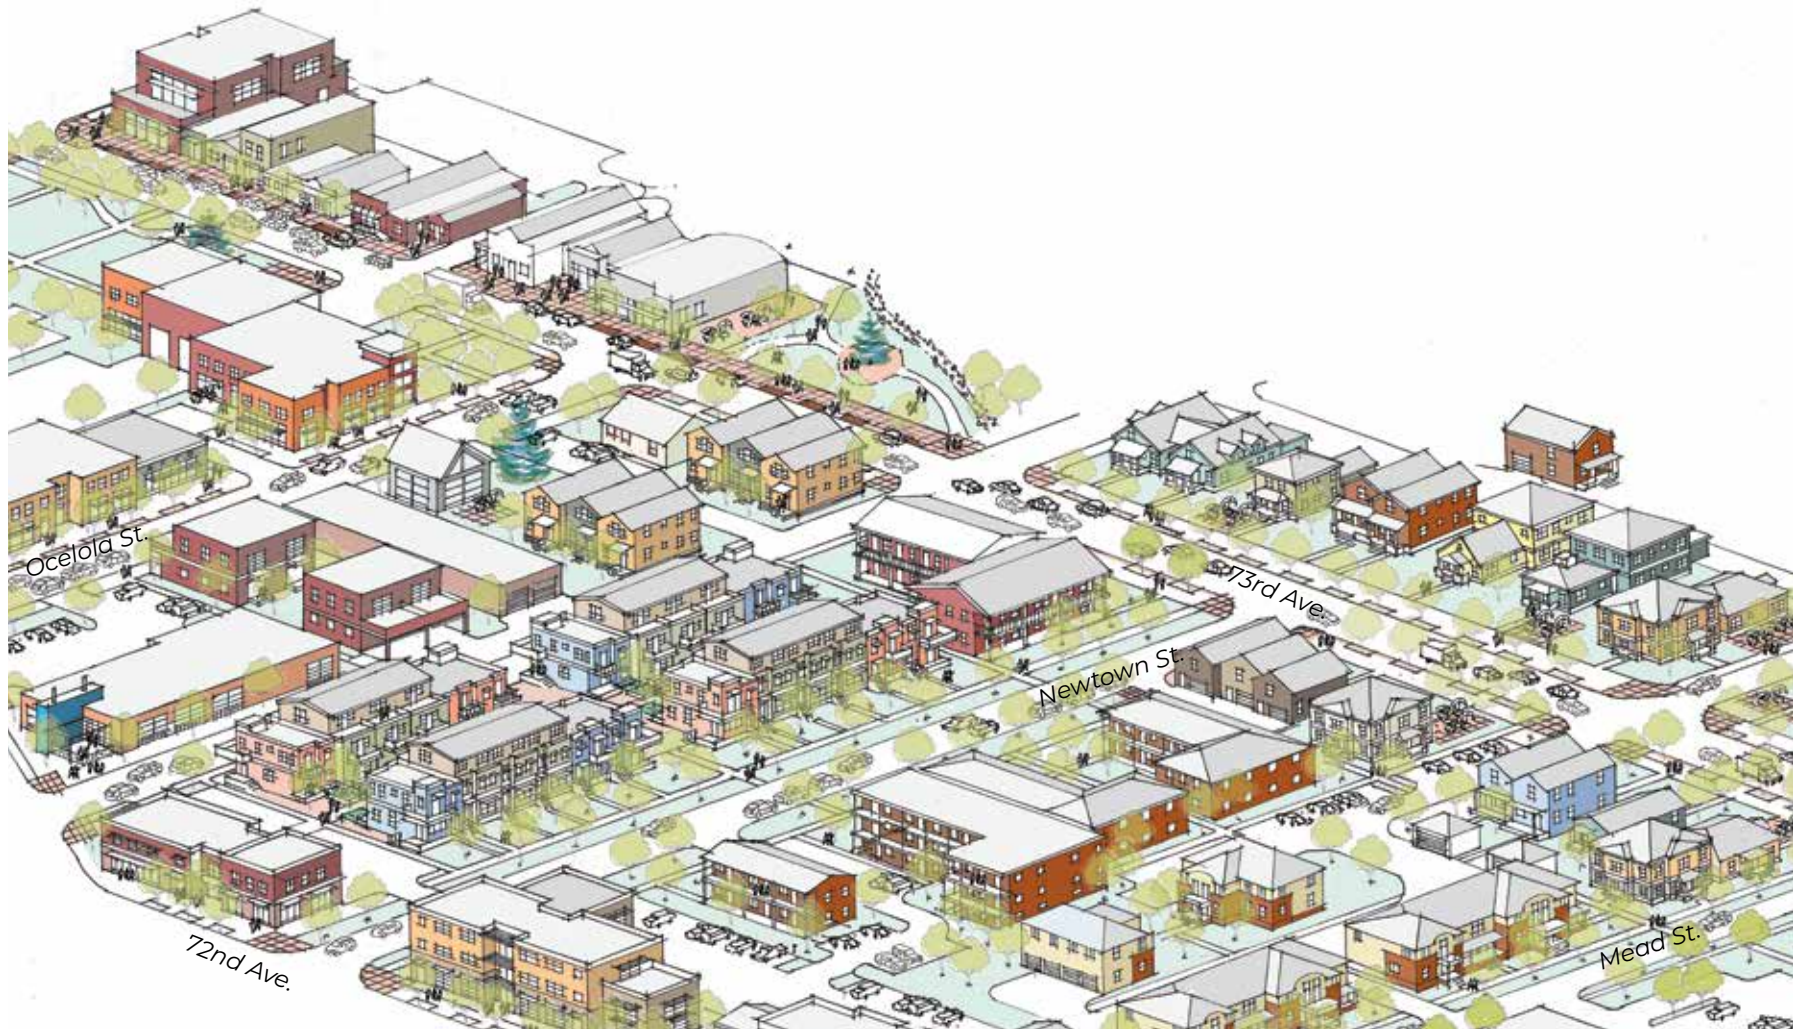 Ocelola St.
73rd Ave.
Newtown St.
72nd Ave.
Mead St.